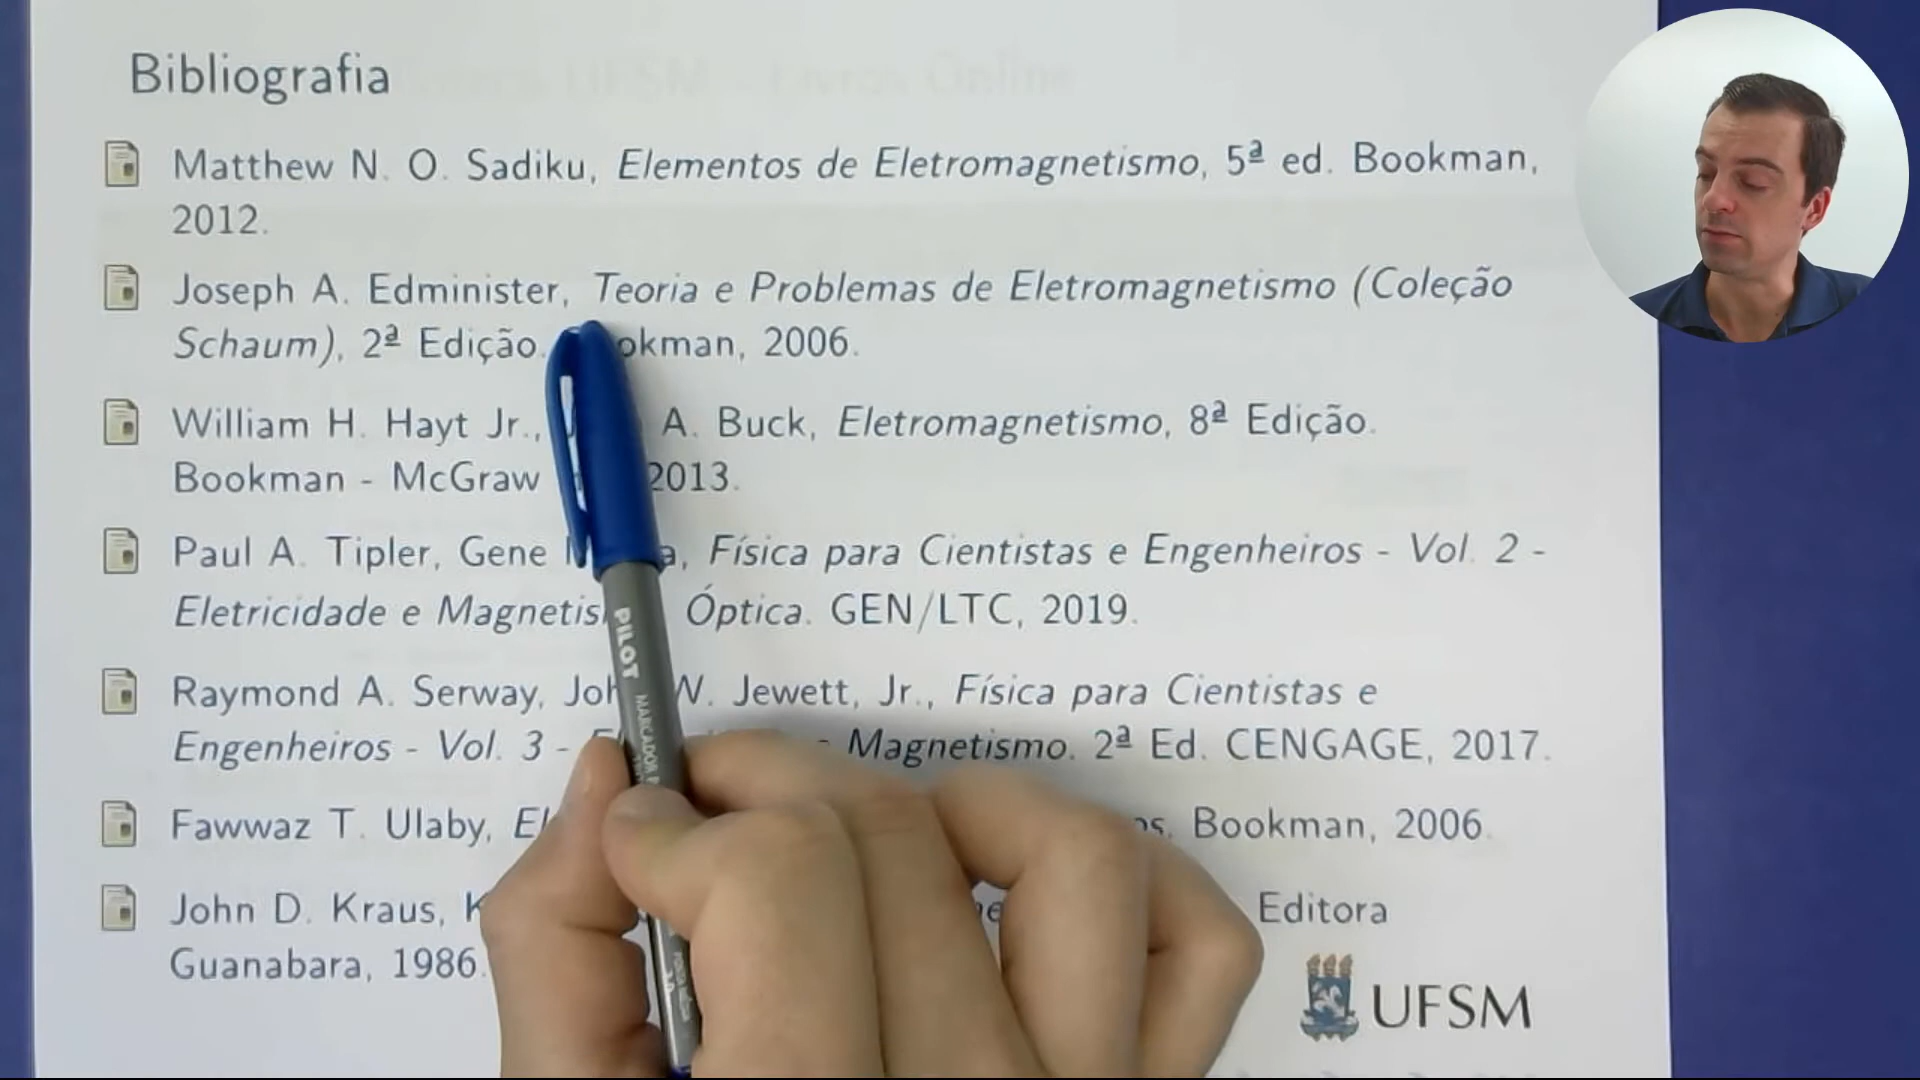 Bibliografia
Matthew N. O. Sadiku, Elementos de Eletromagnetismo, 5ª ed. Bookman,
2012.
Joseph A. Edminister, Teoria e Problemas de Eletromagnetismo (Coleção
Schaum), 2ª Edição. okman, 2006.
William H. Hayt Jr., A. Buck, Eletromagnetismo, 8ª Edição.
Bookman - McGraw 2013.
Paul A. Tipler, Gene a, Física para Cientistas e Engenheiros - Vol. 2 -
Eletricidade e Magnetis Óptica. GEN/LTC, 2019.
Raymond A. Serway, Joh W. Jewett, Jr., Física para Cientistas e
Engenheiros - Vol. 3 - Magnetismo. 2ª Ed. CENGAGE, 2017.
Fawwaz T. Ulaby, os. Bookman, 2006.
John D. Kraus, K Editora
Guanabara, 1986.
UFSM
PILOT